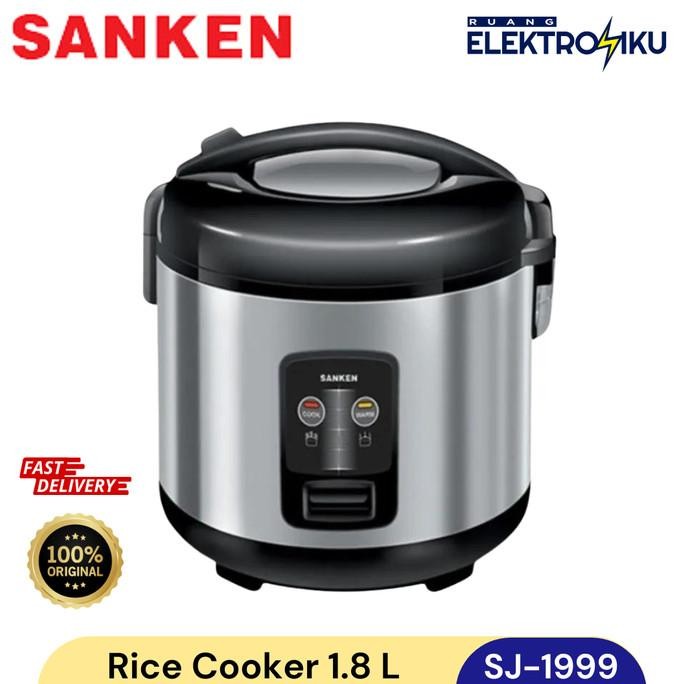 SANKEN
RUANG
ELEKTRONIKU
SANKEN
COOK
WARM
FAST
DELIVERY
100%
ORIGINAL
Rice Cooker 1.8 L
SJ-1999